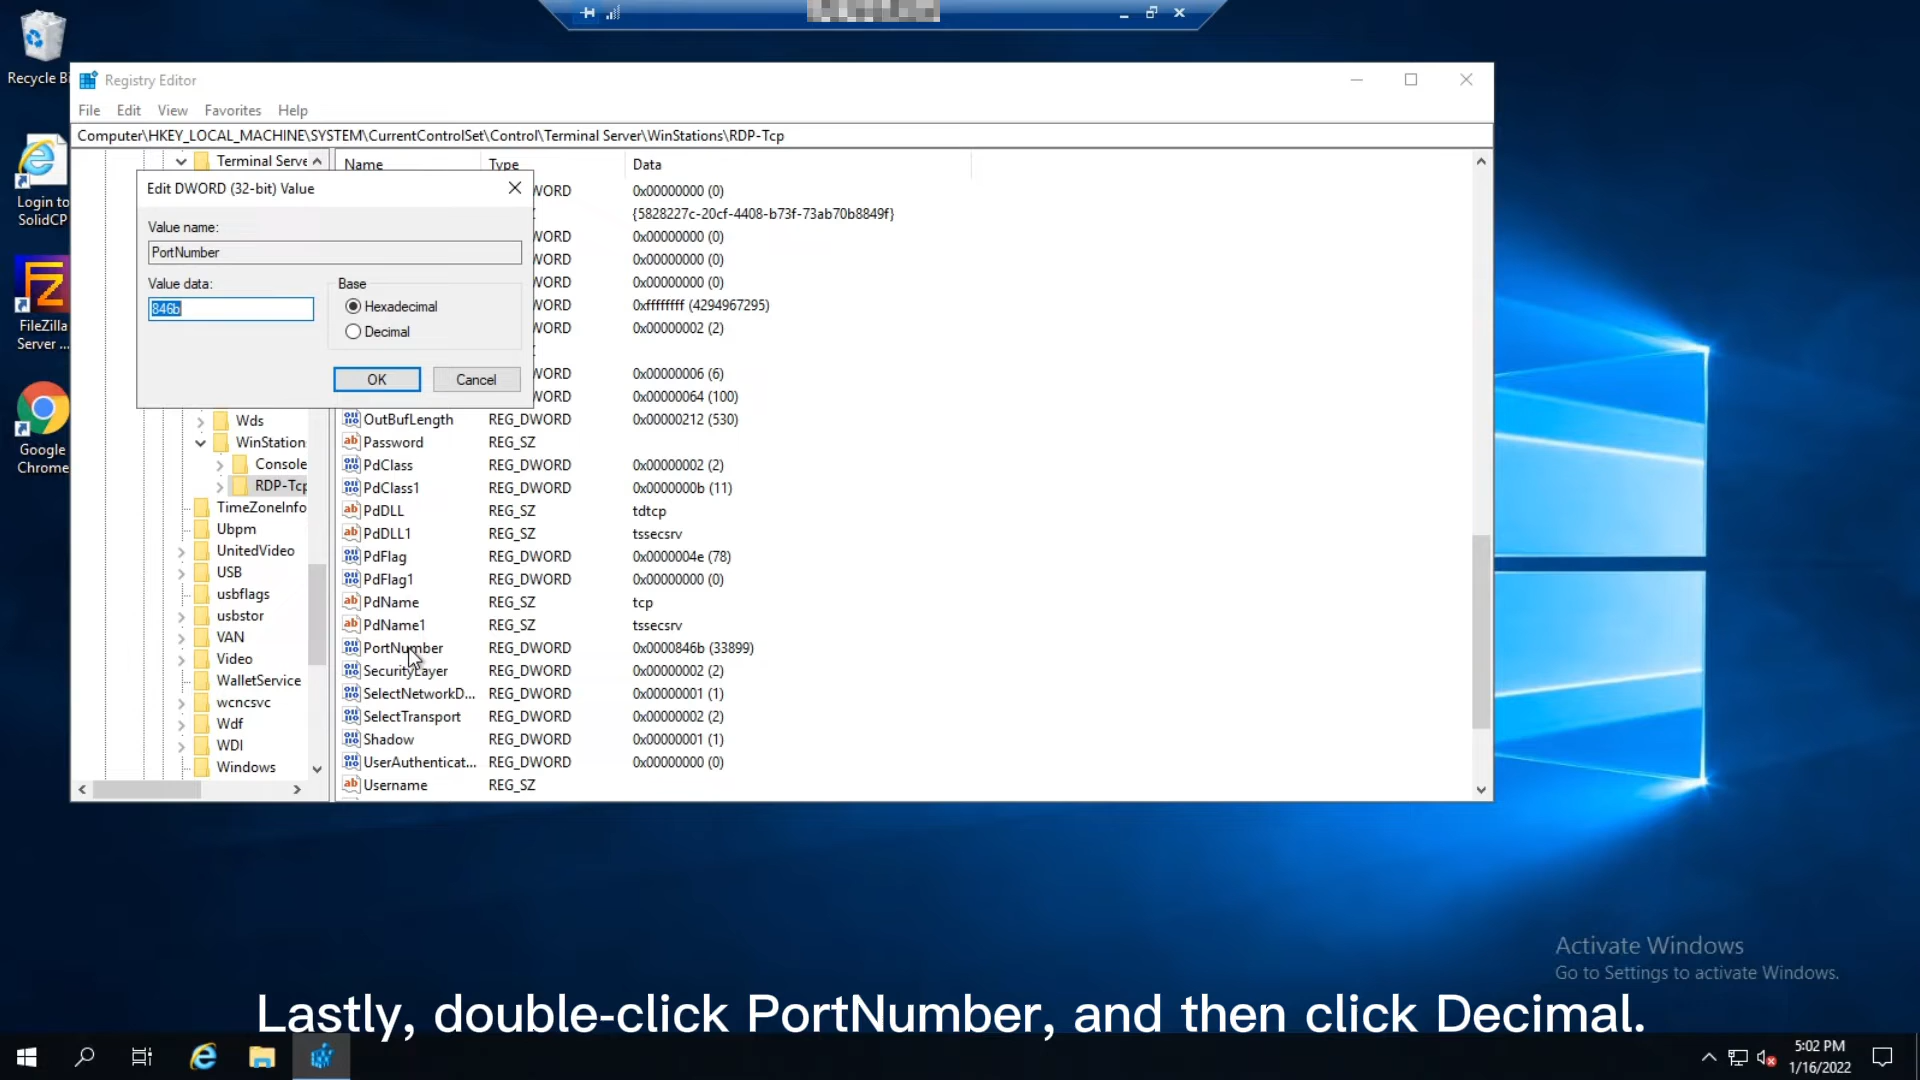 Recycle Bi
Login to
SolidCP
FileZilla
Server ...
Google
Chrome
Registry Editor
File Edit View Favorites Help
Computer\HKEY_LOCAL_MACHINE\SYSTEM\CurrentControlSet\Control\Terminal Server\WinStations\RDP-Tcp
Terminal Serve
Wds
WinStation
Console
RDP-Tcp
TimeZoneInfo
Ubpm
UnitedVideo
USB
usbflags
usbstor
VAN
Video
WalletService
wcncsvc
Wdf
WDI
Windows
Edit DWORD (32-bit) Value
Value name:
PortNumber
Value data:
846b
Base
Hexadecimal
Decimal
OK Cancel
Name Type Data
WORD 0x00000000 (0)
Z {5828227c-20cf-4408-b73f-73ab70b8849f}
WORD 0x00000000 (0)
WORD 0x00000000 (0)
WORD 0x00000000 (0)
WORD 0xffffffff (4294967295)
WORD 0x00000002 (2)
WORD 0x00000006 (6)
WORD 0x00000064 (100)
OutBufLength REG_DWORD 0x00000212 (530)
Password REG_SZ
PdClass REG_DWORD 0x00000002 (2)
PdClass1 REG_DWORD 0x0000000b (11)
PdDLL REG_SZ tdtcp
PdDLL1 REG_SZ tssecsrv
PdFlag REG_DWORD 0x0000004e (78)
PdFlag1 REG_DWORD 0x00000000 (0)
PdName REG_SZ tcp
PdName1 REG_SZ tssecsrv
PortNumber REG_DWORD 0x0000846b (33899)
SecurityLayer REG_DWORD 0x00000002 (2)
SelectNetworkD... REG_DWORD 0x00000001 (1)
SelectTransport REG_DWORD 0x00000002 (2)
Shadow REG_DWORD 0x00000001 (1)
UserAuthenticat... REG_DWORD 0x00000000 (0)
Username REG_SZ
Activate Windows
Go to Settings to activate Windows.
Lastly, double-click PortNumber, and then click Decimal.
5:02 PM
1/16/2022